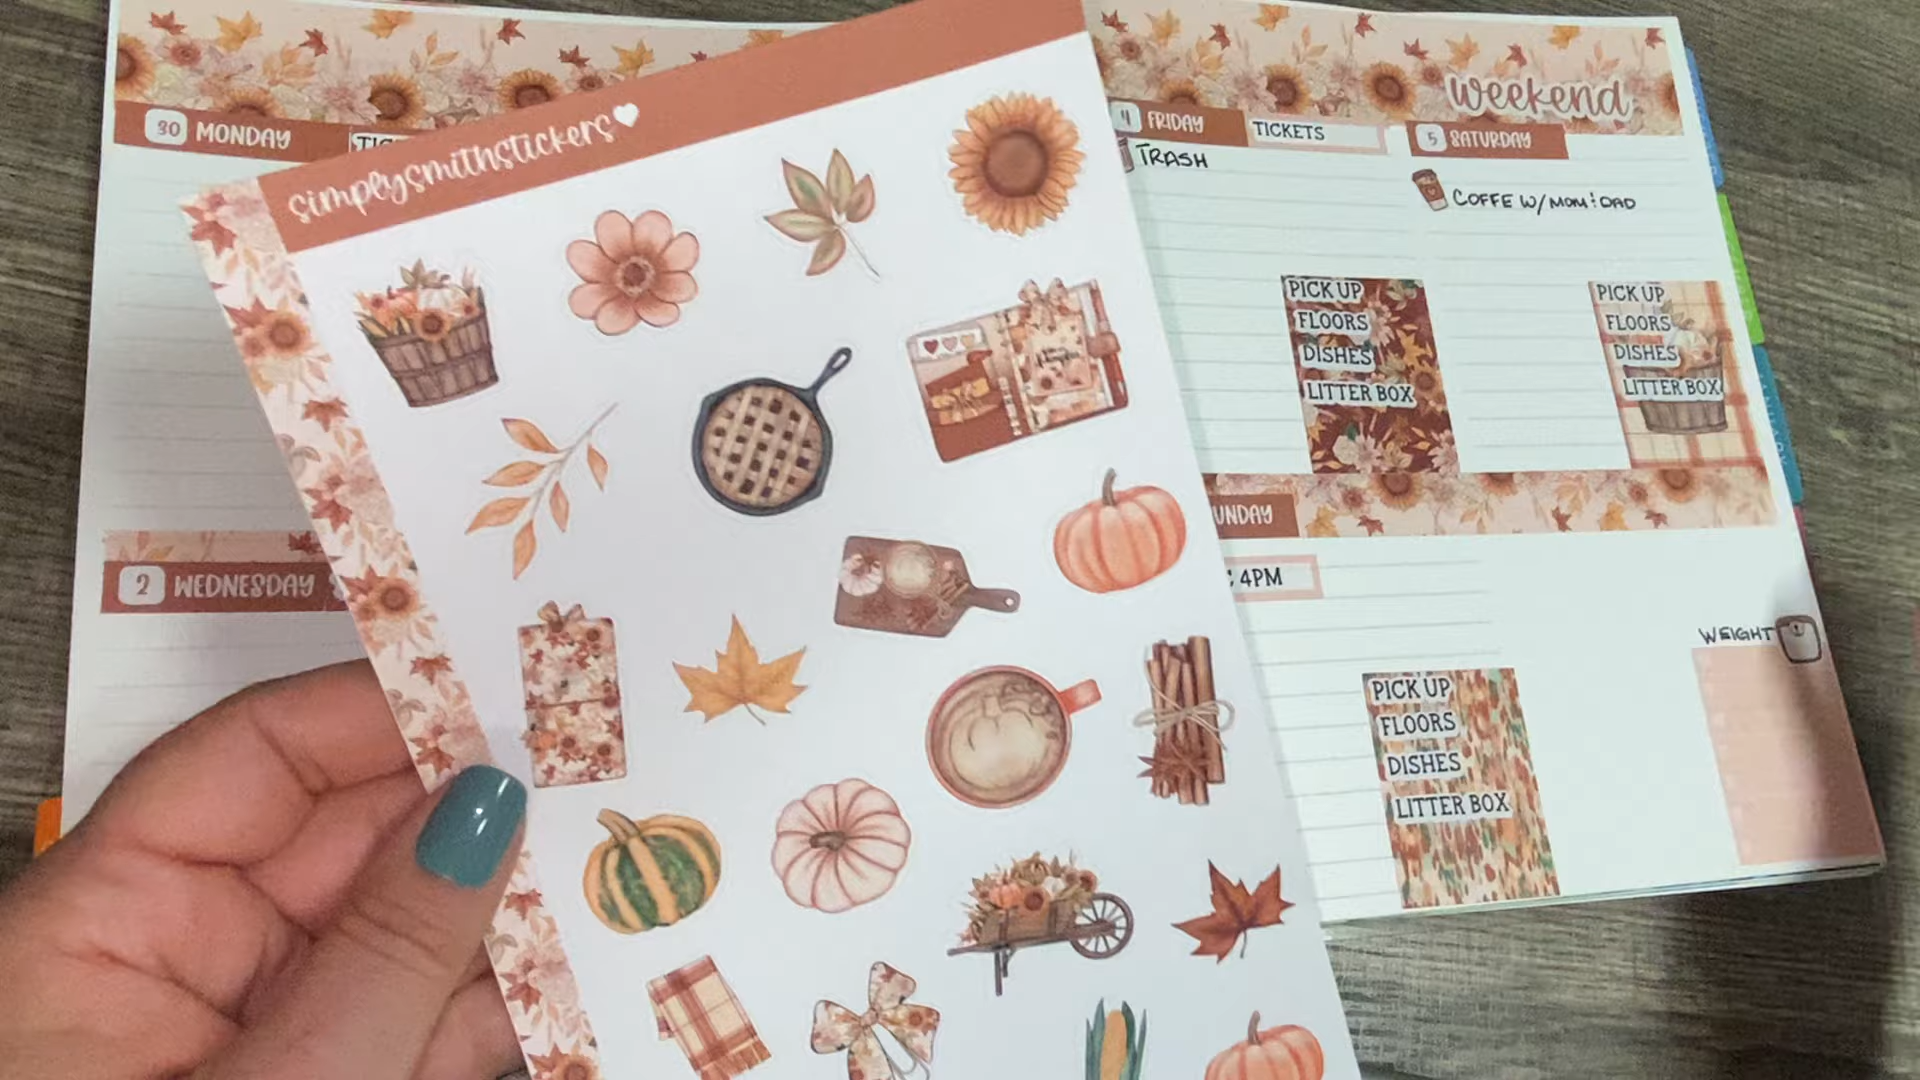 simplysmithstickers
30 MONDAY
TIC
2 WEDNESDAY
weekend
4 FRIDAY
TICKETS
TRASH
5 SATURDAY
COFFE W/ MOM & DAD
PICK UP
FLOORS
DISHES
LITTER BOX
PICK UP
FLOORS
DISHES
LITTER BOX
UNDAY
: 4PM
PICK UP
FLOORS
DISHES
LITTER BOX
WEIGHT